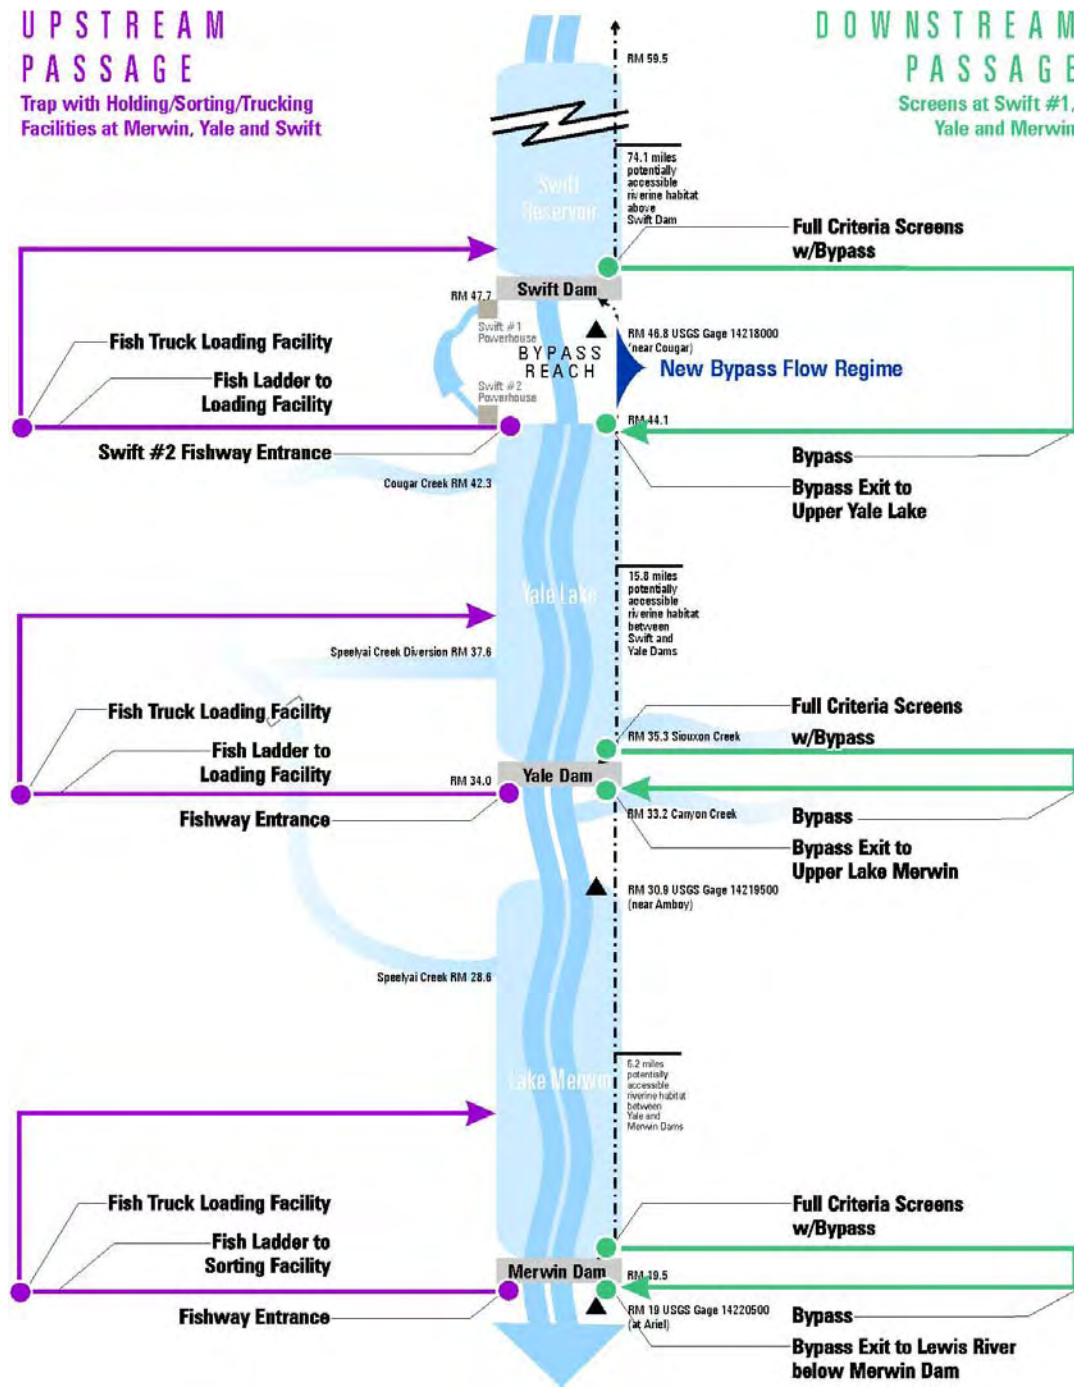 UPSTREAM
PASSAGE
Trap with Holding/Sorting/Trucking
Facilities at Merwin, Yale and Swift
DOWNSTREAM
PASSAGE
Screens at Swift #1,
Yale and Merwin
RM 59.5
74.1 miles
potentially
accessible
riverine habitat
above
Swift Dam
Swift
Reservoir
Full Criteria Screens
w/Bypass
Swift Dam
RM 47.7
Swift #1
Powerhouse
BYPASS
REACH
RM 46.8 USGS Gage 14218000
(near Cougar)
New Bypass Flow Regime
Fish Truck Loading Facility
Fish Ladder to
Loading Facility
Swift #2
Powerhouse
RM 44.1
Swift #2 Fishway Entrance
Bypass
Bypass Exit to
Upper Yale Lake
Cougar Creek RM 42.3
15.8 miles
potentially
accessible
riverine habitat
between
Swift and
Yale Dams
Yale Lake
Speelyai Creek Diversion RM 37.6
Fish Truck Loading Facility
Fish Ladder to
Loading Facility
Fishway Entrance
Full Criteria Screens
w/Bypass
RM 35.3 Siouxon Creek
RM 34.0
Yale Dam
RM 33.2 Canyon Creek
Bypass
Bypass Exit to
Upper Lake Merwin
RM 30.9 USGS Gage 14219500
(near Amboy)
Speelyai Creek RM 28.6
Lake Merwin
6.2 miles
potentially
accessible
riverine habitat
between
Yale and
Merwin Dams
Fish Truck Loading Facility
Fish Ladder to
Sorting Facility
Fishway Entrance
Full Criteria Screens
w/Bypass
Merwin Dam
RM 19.5
RM 19 USGS Gage 14220500
(at Ariel)
Bypass
Bypass Exit to Lewis River
below Merwin Dam